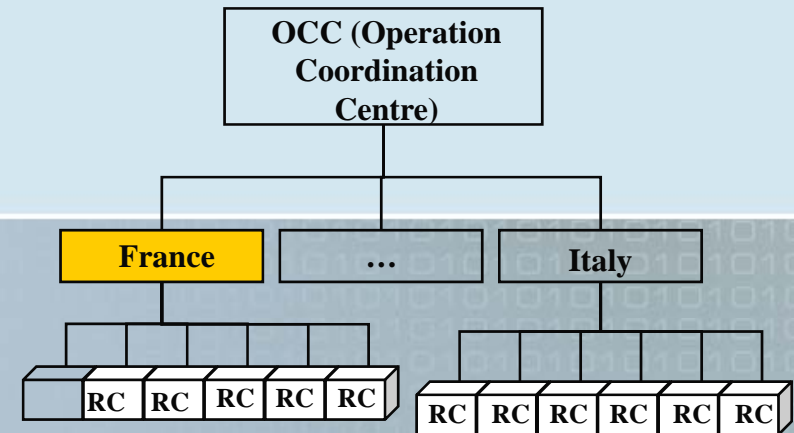 OCC (Operation
Coordination
Centre)
France
…
Italy
RC RC RC RC RC
RC RC RC RC RC RC